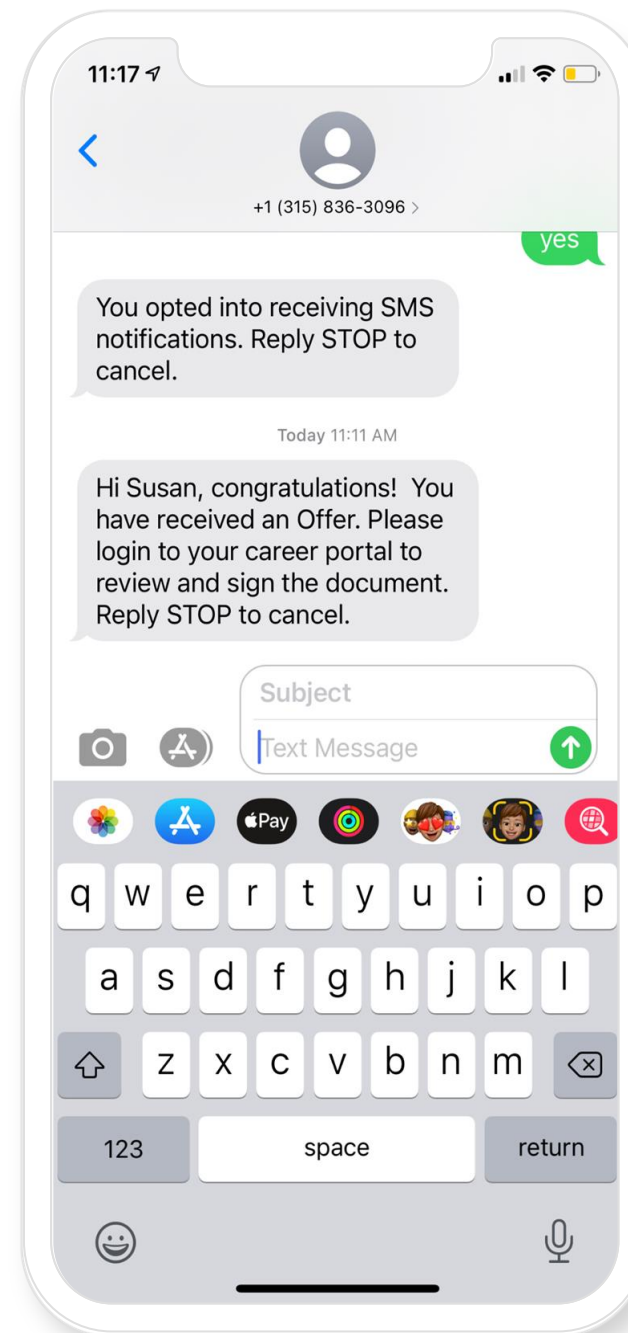 11:17
+1 (315) 836-3096 >
yes
You opted into receiving SMS
notifications. Reply STOP to
cancel.
Today 11:11 AM
Hi Susan, congratulations!  You
have received an Offer. Please
login to your career portal to
review and sign the document.
Reply STOP to cancel.
Subject
Text Message
Pay
q w e r t y u i o p
a s d f g h j k l
z x c v b n m
123 space return